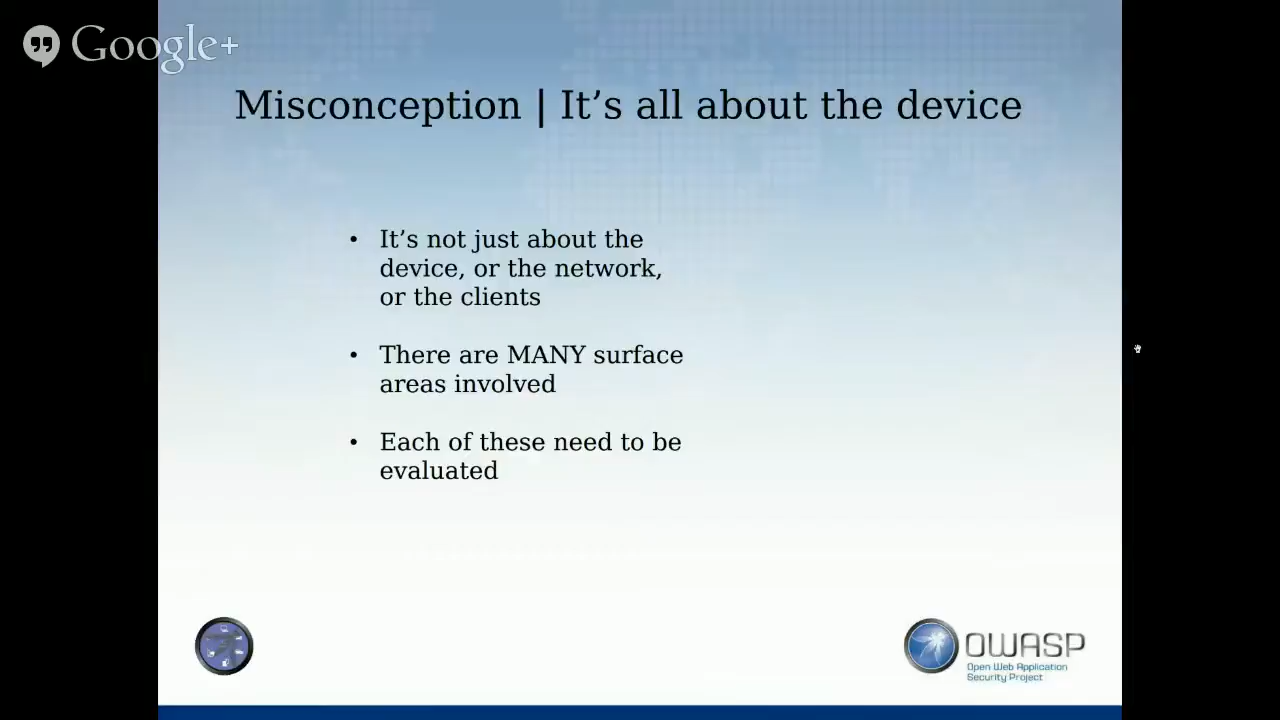 Google+
Misconception | It’s all about the device
• It’s not just about the
device, or the network,
or the clients
• There are MANY surface
areas involved
• Each of these need to be
evaluated
OWASP
Open Web Application
Security Project